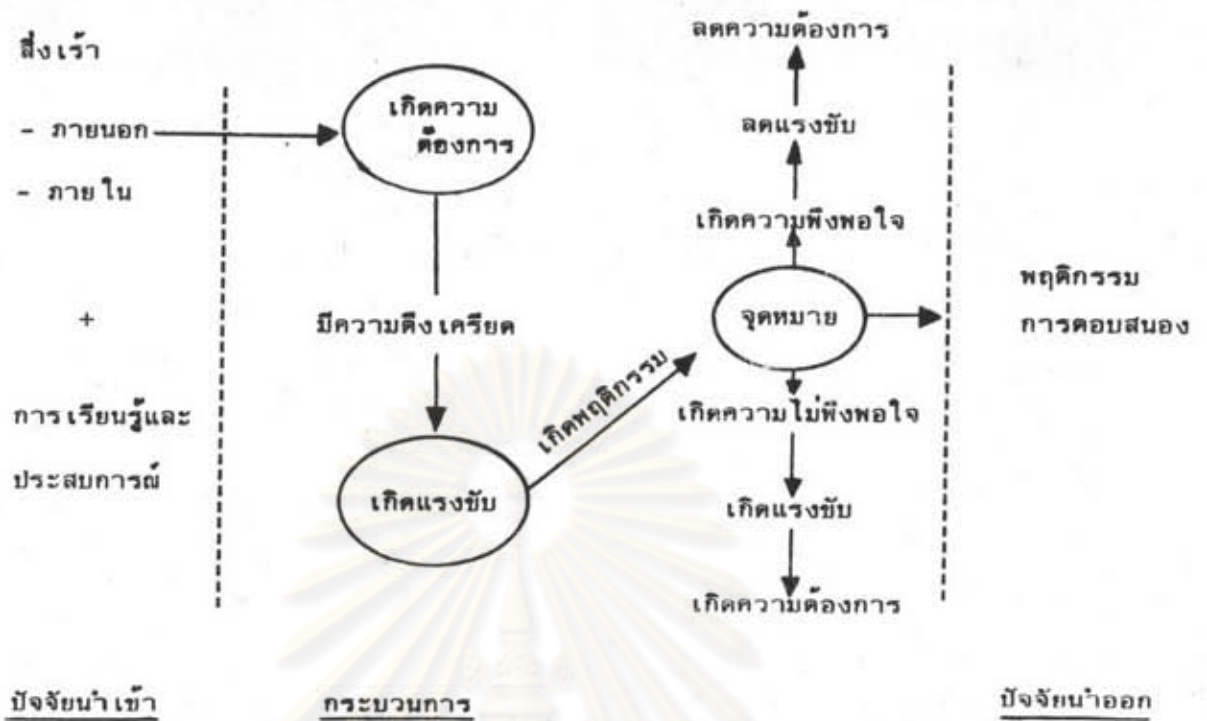 สิ่งเร้า
- ภายนอก
- ภายใน
+
การเรียนรู้และ
ประสบการณ์
เกิดความ
ต้องการ
มีความตึงเครียด
เกิดแรงขับ
เกิดพฤติกรรม
ลดความต้องการ
ลดแรงขับ
เกิดความพึงพอใจ
จุดหมาย
เกิดความไม่พึงพอใจ
เกิดแรงขับ
เกิดความต้องการ
พฤติกรรม
การตอบสนอง
ปัจจัยนำเข้า
กระบวนการ
ปัจจัยนำออก